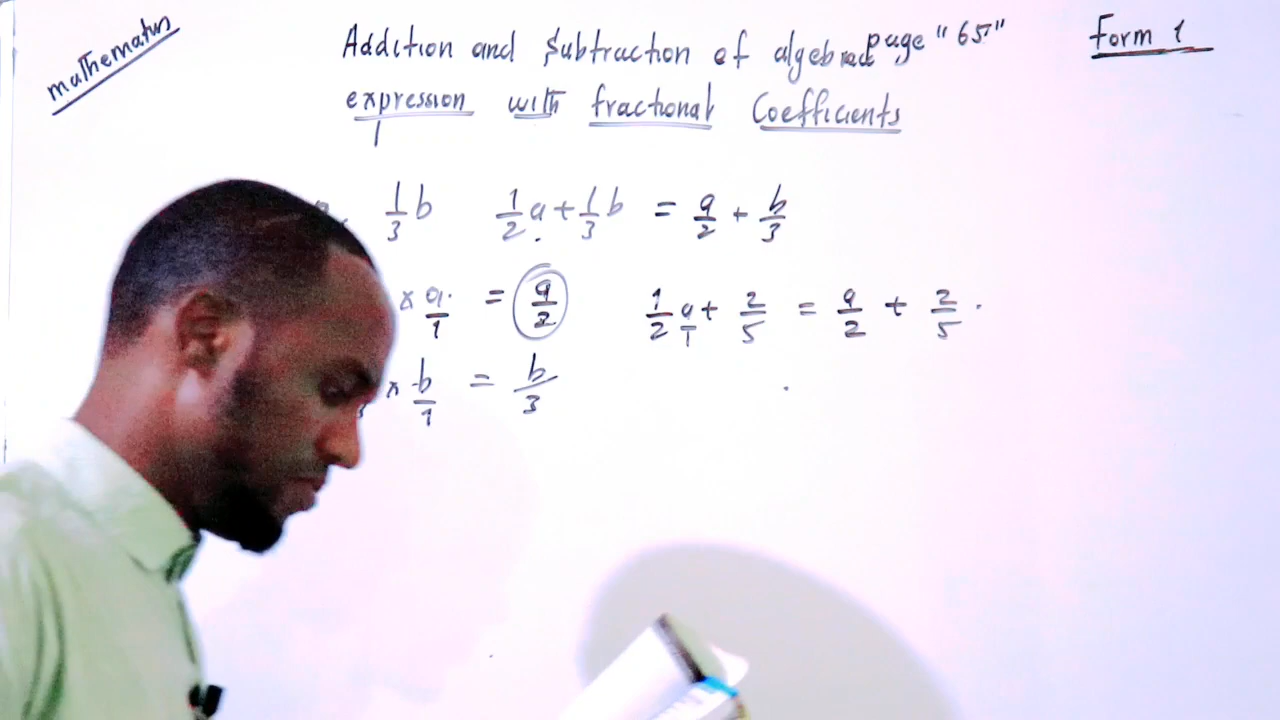 mathematics
Addition and Subtraction of algebraic page "65"
Form 1
expression with fractional Coefficients
1/3 b 1/2 a + 1/3 b = a/2 + b/3
× a/1 = a/2 1/2 a/1 + 2/5 = a/2 + 2/5 .
× b/1 = b/3